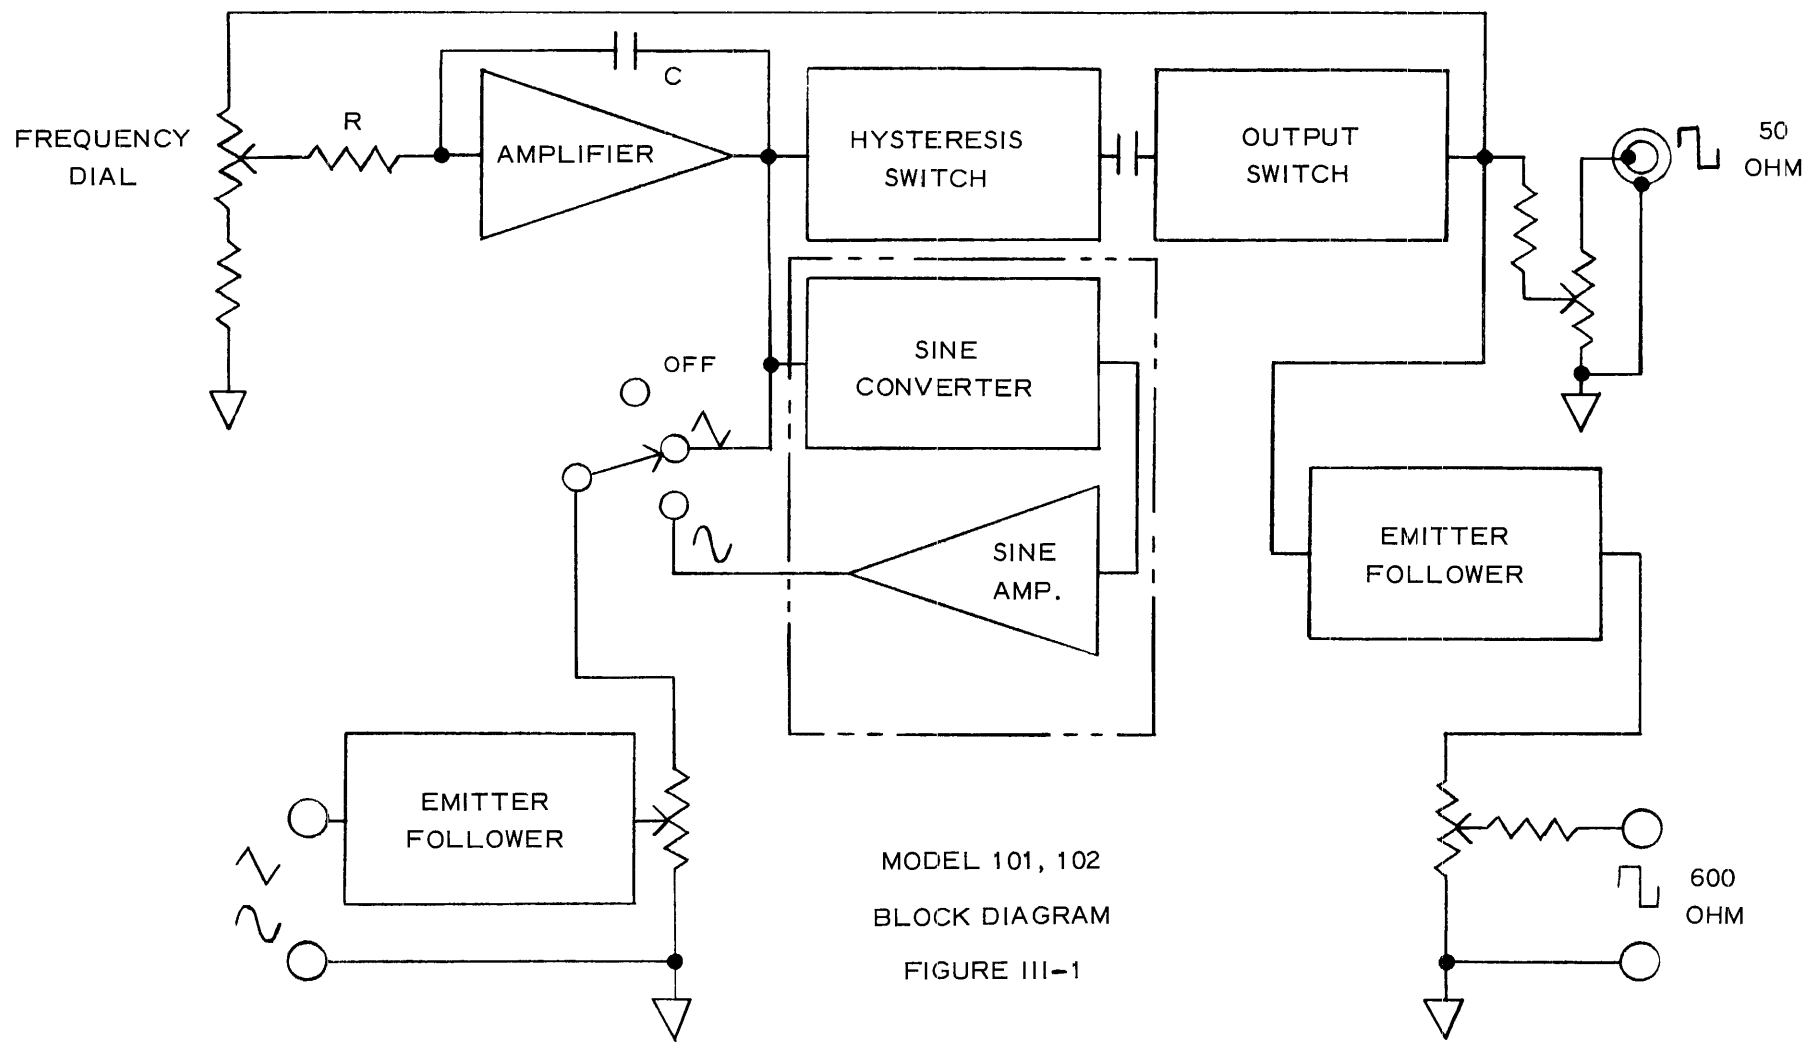 C
R
FREQUENCY
DIAL
AMPLIFIER
HYSTERESIS
SWITCH
OUTPUT
SWITCH
50
OHM
OFF
SINE
CONVERTER
SINE
AMP.
EMITTER
FOLLOWER
EMITTER
FOLLOWER
MODEL 101, 102
BLOCK DIAGRAM
FIGURE III-1
600
OHM